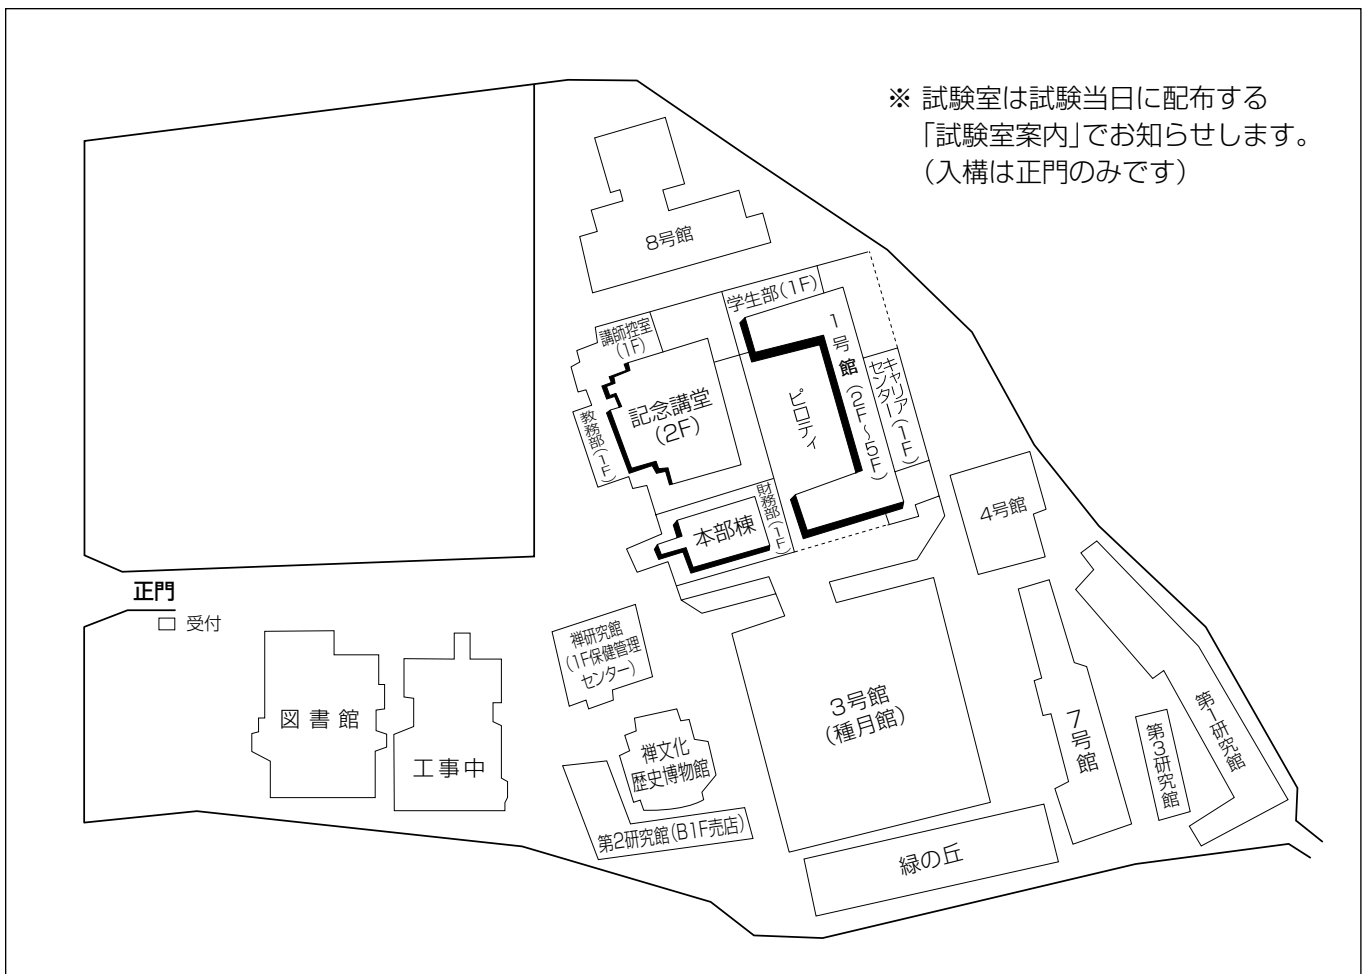 ※ 試験室は試験当日に配布する
「試験室案内」でお知らせします。
(入構は正門のみです)
8号館
学生部(1F)
講師控室
(1F)
1号館(2F〜5F)
キャリア
センター(1F)
記念講堂
(2F)
ピロティ
教務部(1F)
財務部(1F)
本部棟
4号館
正門
受付
禅研究館
(1F保健管理
センター)
図書館
工事中
禅文化
歴史博物館
3号館
(種月館)
7号館
第1研究館
第3研究館
第2研究館(B1F売店)
緑の丘